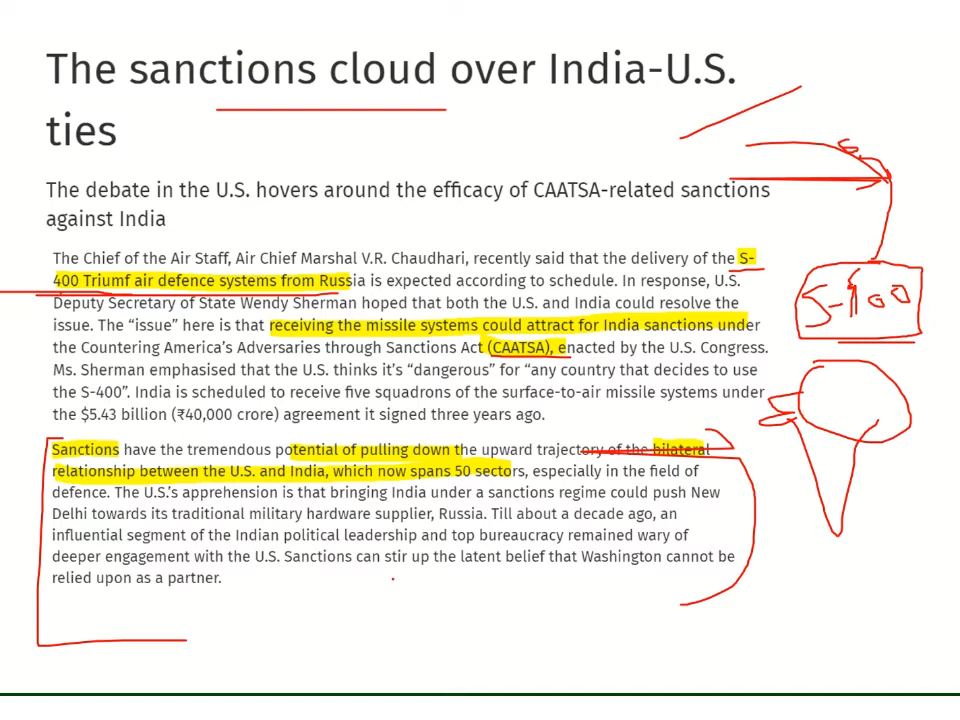 The sanctions cloud over India-U.S.
ties
The debate in the U.S. hovers around the efficacy of CAATSA-related sanctions
against India
The Chief of the Air Staff, Air Chief Marshal V.R. Chaudhari, recently said that the delivery of the S-
400 Triumf air defence systems from Russia is expected according to schedule. In response, U.S.
Deputy Secretary of State Wendy Sherman hoped that both the U.S. and India could resolve the
issue. The “issue” here is that receiving the missile systems could attract for India sanctions under
the Countering America’s Adversaries through Sanctions Act (CAATSA), enacted by the U.S. Congress.
Ms. Sherman emphasised that the U.S. thinks it’s “dangerous” for “any country that decides to use
the S-400”. India is scheduled to receive five squadrons of the surface-to-air missile systems under
the $5.43 billion (₹40,000 crore) agreement it signed three years ago.
S-400
Sanctions have the tremendous potential of pulling down the upward trajectory of the bilateral
relationship between the U.S. and India, which now spans 50 sectors, especially in the field of
defence. The U.S.’s apprehension is that bringing India under a sanctions regime could push New
Delhi towards its traditional military hardware supplier, Russia. Till about a decade ago, an
influential segment of the Indian political leadership and top bureaucracy remained wary of
deeper engagement with the U.S. Sanctions can stir up the latent belief that Washington cannot be
relied upon as a partner.